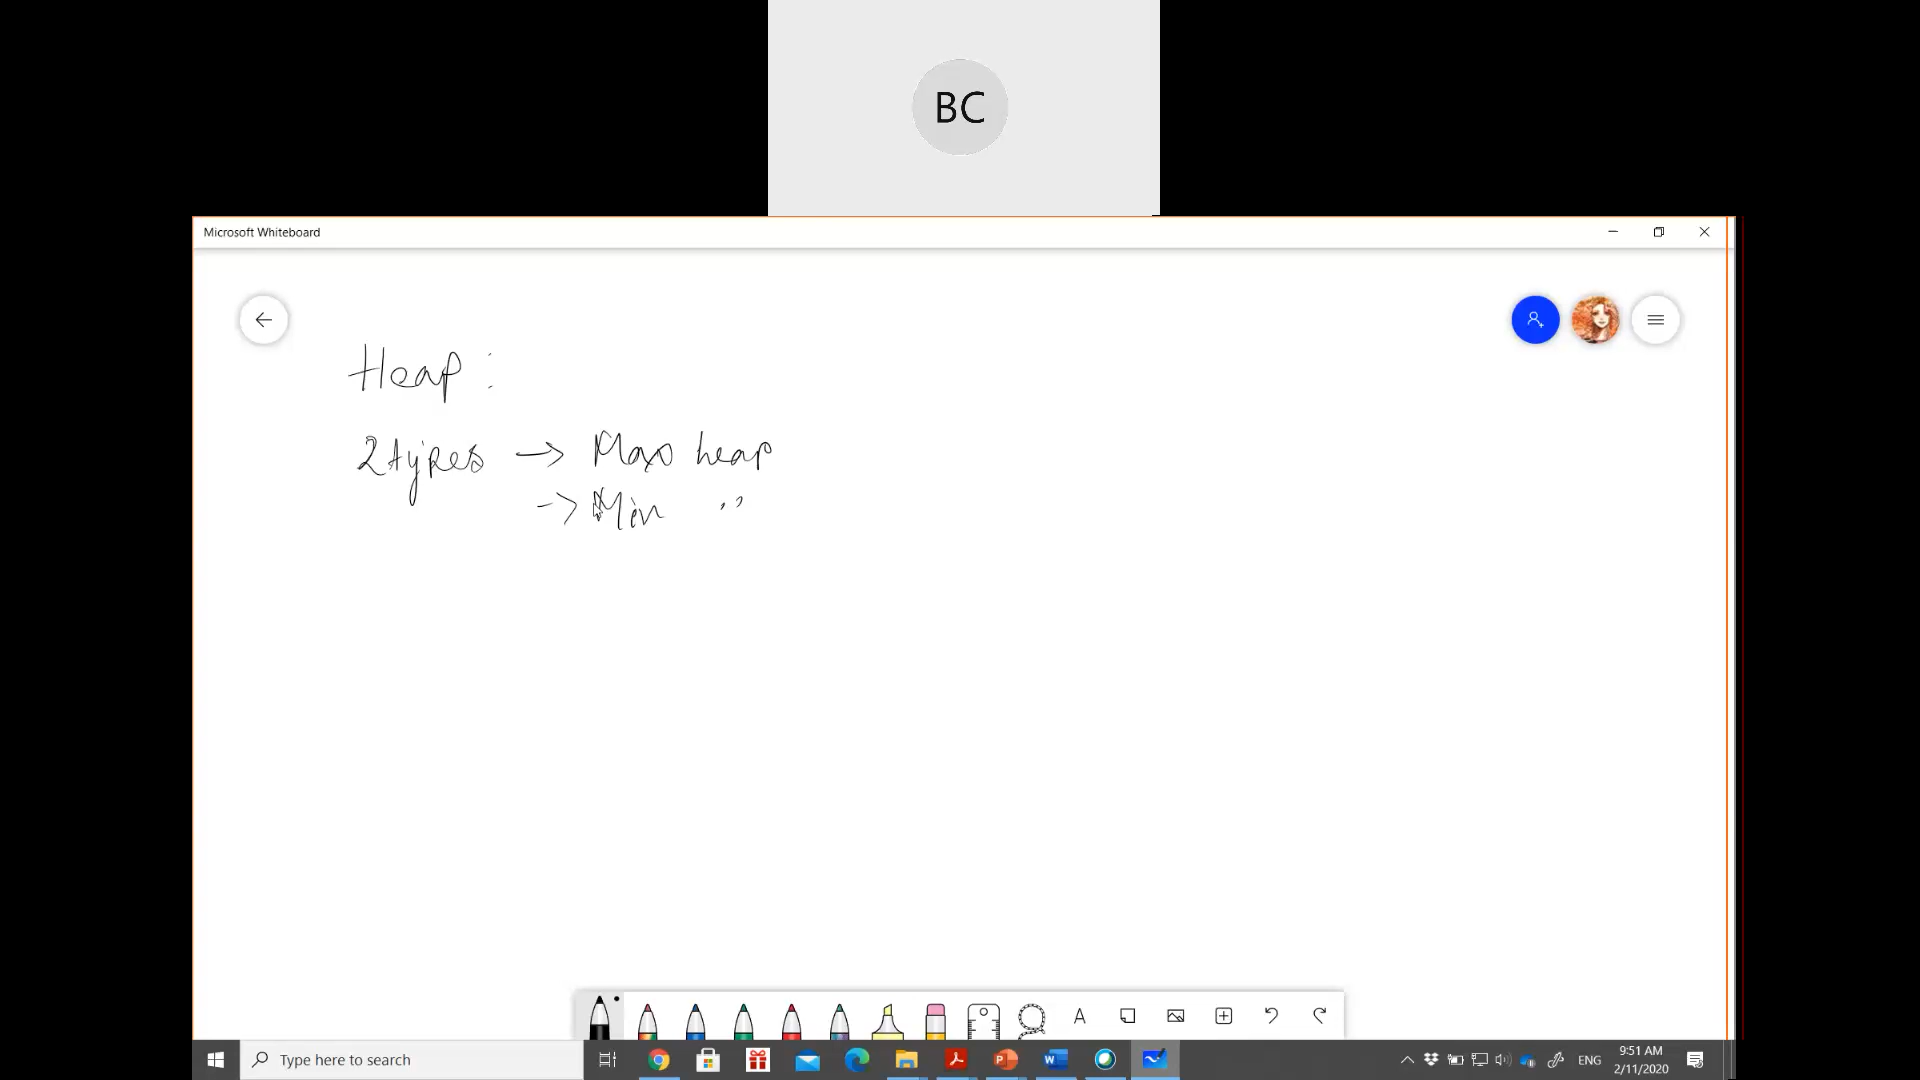 BC
Microsoft Whiteboard
Heap :
2 types → Max heap
→ Min ''
A
Type here to search
ENG
9:51 AM
2/11/2020